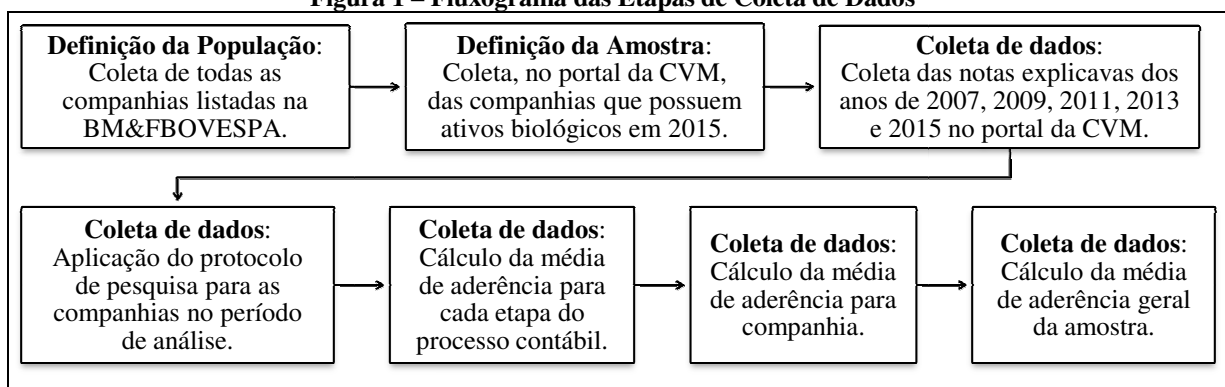 Figura 1 – Fluxograma das Etapas de Coleta de Dados
Definição da População:
Coleta de todas as
companhias listadas na
BM&FBOVESPA.
Definição da Amostra:
Coleta, no portal da CVM,
das companhias que possuem
ativos biológicos em 2015.
Coleta de dados:
Coleta das notas explicavas dos
anos de 2007, 2009, 2011, 2013
e 2015 no portal da CVM.
Coleta de dados:
Aplicação do protocolo
de pesquisa para as
companhias no período
de análise.
Coleta de dados:
Cálculo da média
de aderência para
cada etapa do
processo contábil.
Coleta de dados:
Cálculo da média
de aderência para
companhia.
Coleta de dados:
Cálculo da média
de aderência geral
da amostra.